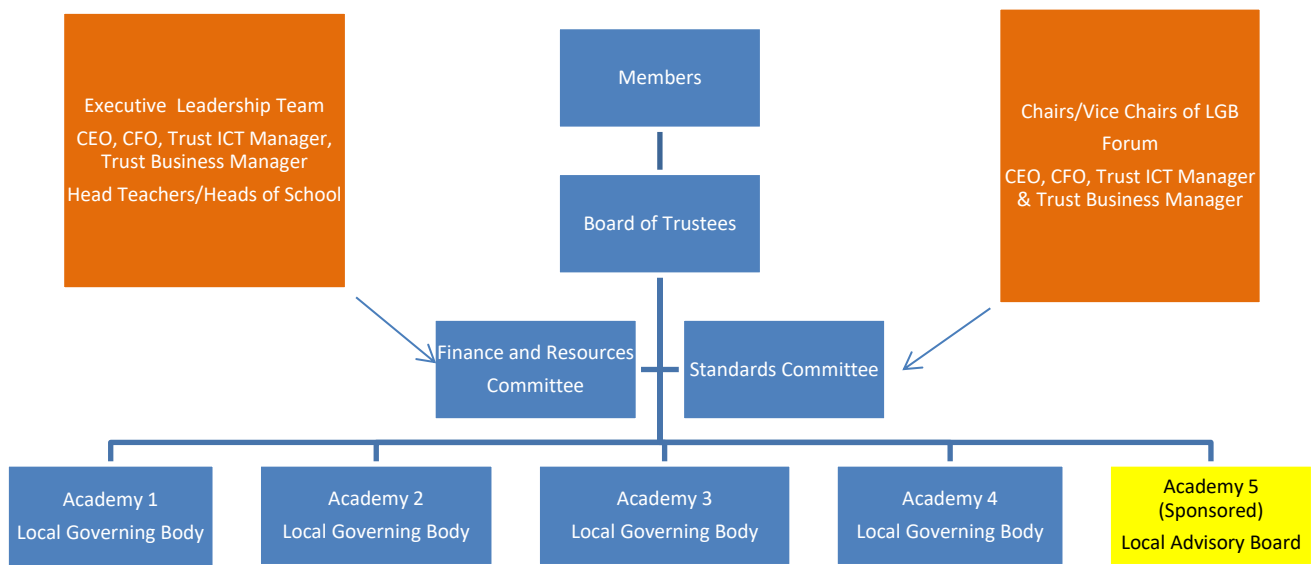 Members
Executive Leadership Team
CEO, CFO, Trust ICT Manager,
Trust Business Manager
Head Teachers/Heads of School
Chairs/Vice Chairs of LGB
Forum
CEO, CFO, Trust ICT Manager
& Trust Business Manager
Board of Trustees
Finance and Resources
Committee
Standards Committee
Academy 1
Local Governing Body
Academy 2
Local Governing Body
Academy 3
Local Governing Body
Academy 4
Local Governing Body
Academy 5
(Sponsored)
Local Advisory Board